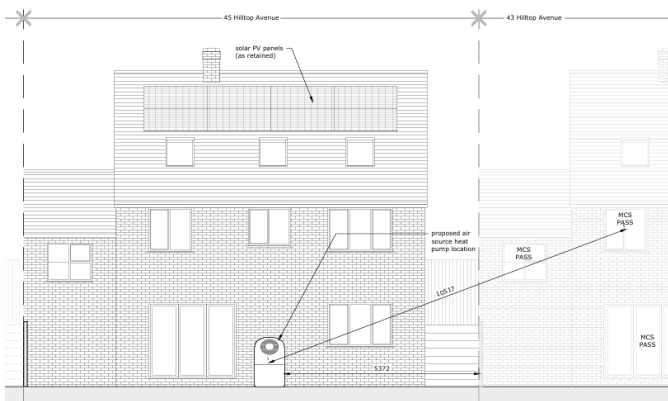 45 Hilltop Avenue
43 Hilltop Avenue
solar PV panels
(as retained)
MCS
PASS
proposed air
source heat
pump location
MCS
PASS
10517
MCS
PASS
5372